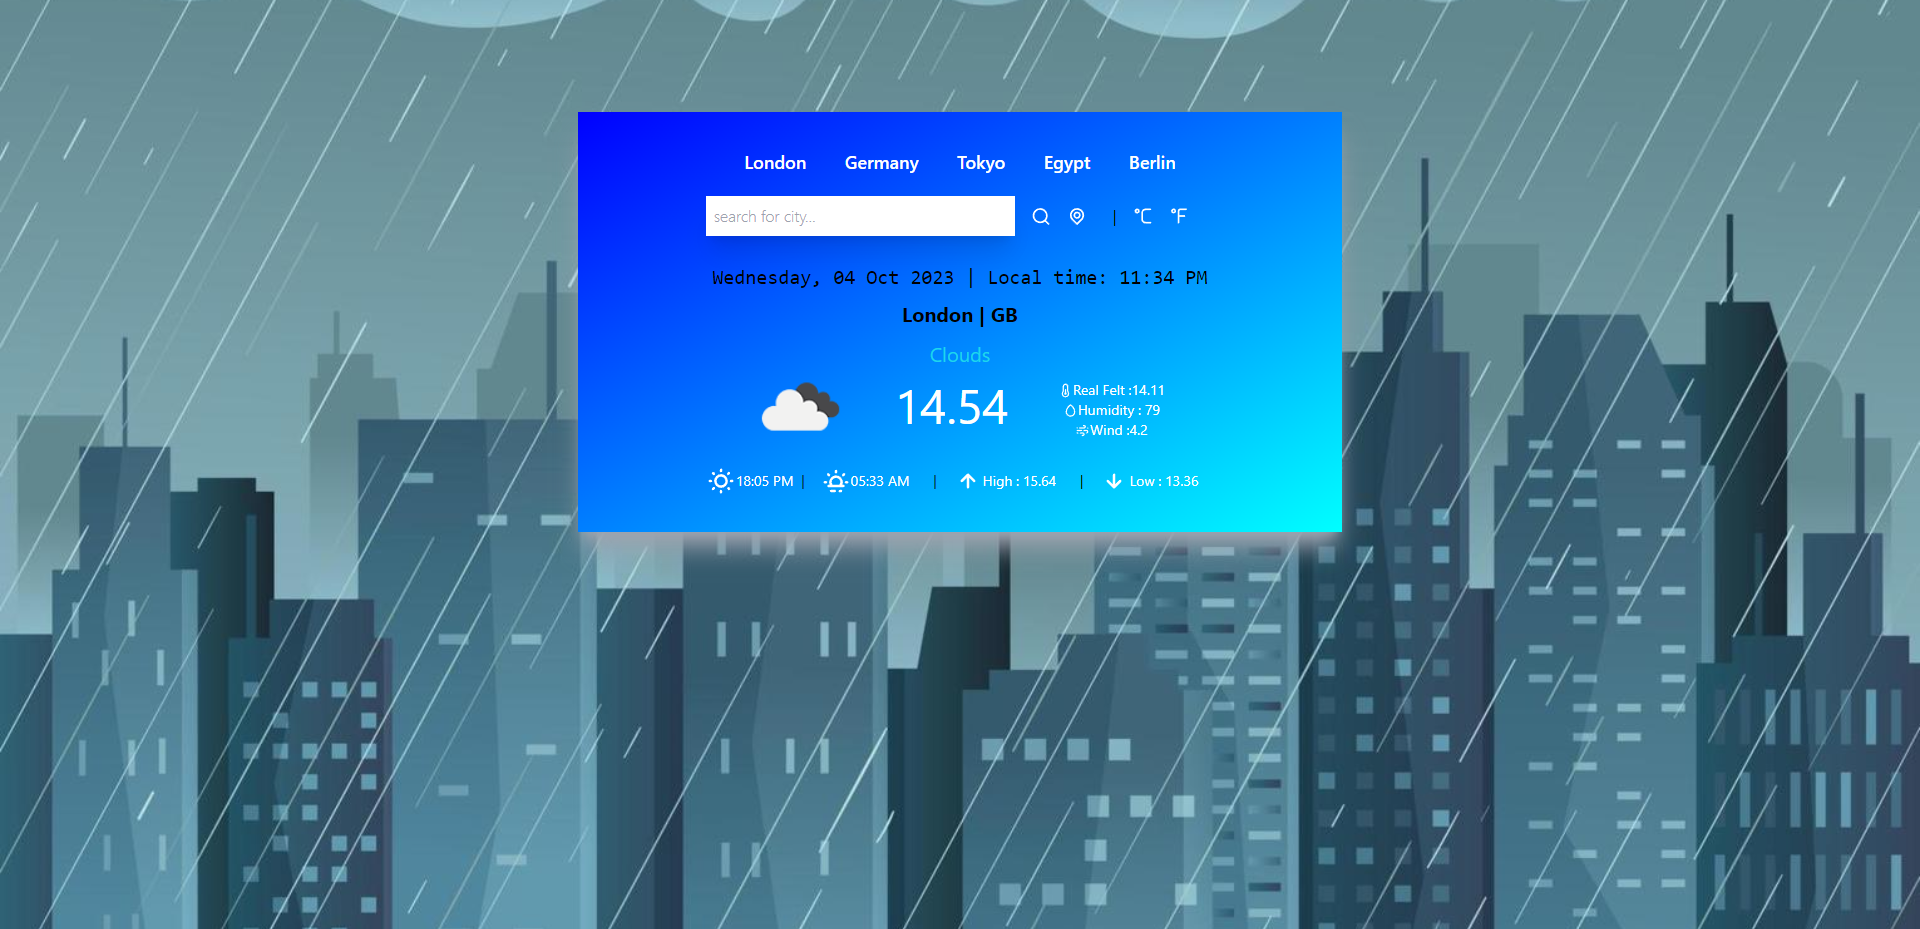 London Germany Tokyo Egypt Berlin
search for city... | °C °F
Wednesday, 04 Oct 2023 | Local time: 11:34 PM
London | GB
Clouds
14.54
Real Felt :14.11
Humidity : 79
Wind :4.2
18:05 PM | 05:33 AM | High : 15.64 | Low : 13.36